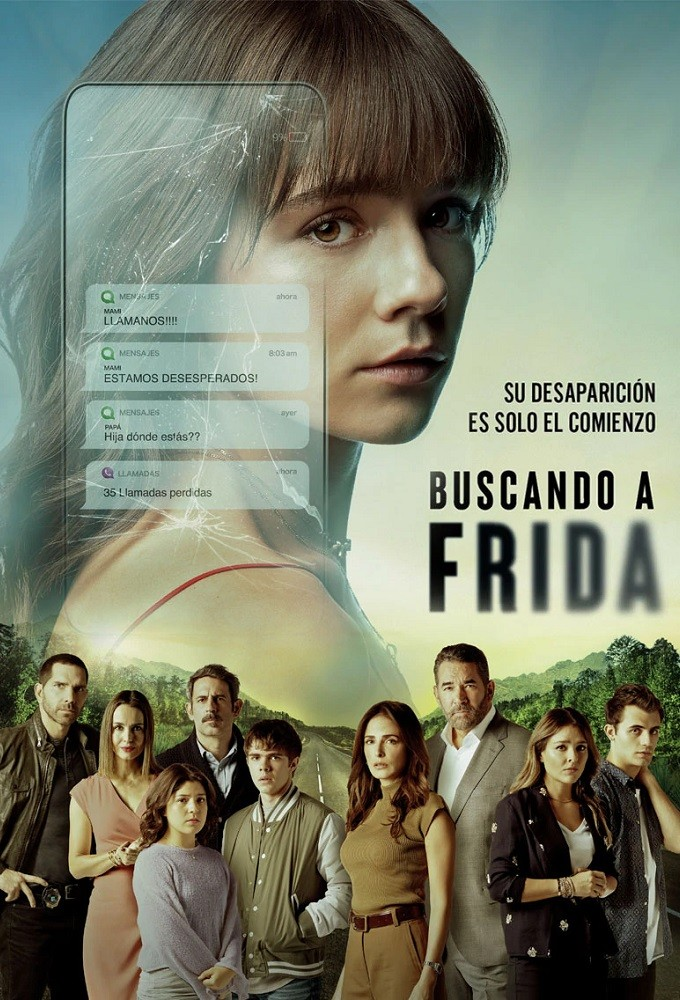 9%
MENSAJES ahora
MAMI
LLAMANOS!!!!
MENSAJES 8:03 am
MAMI
ESTAMOS DESESPERADOS!
MENSAJES ayer
PAPÁ
Hija dónde estás??
LLAMADAS ahora
35 Llamadas perdidas
SU DESAPARICIÓN
ES SOLO EL COMIENZO
BUSCANDO A
FRIDA